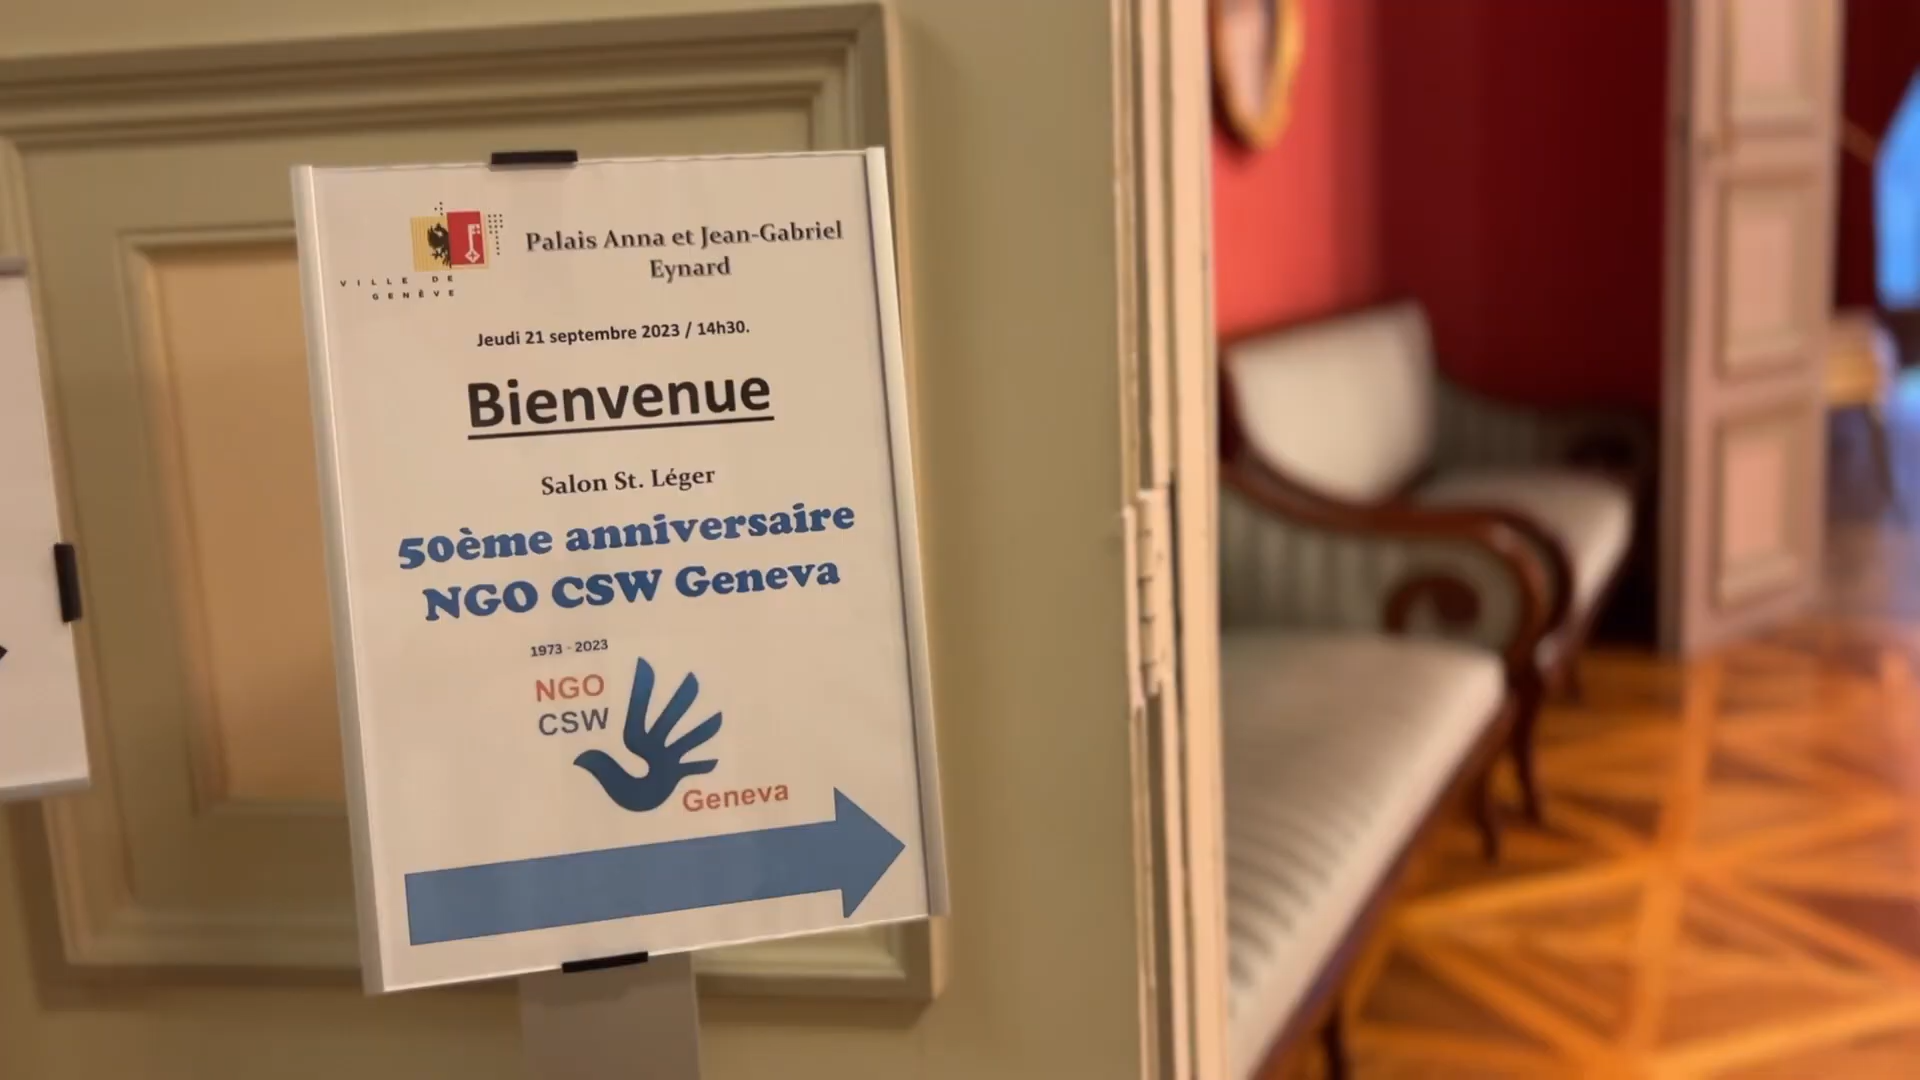 VILLE DE
GENÈVE
Palais Anna et Jean-Gabriel
Eynard
Jeudi 21 septembre 2023 / 14h30.
Bienvenue
Salon St. Léger
50ème anniversaire
NGO CSW Geneva
1973 - 2023
NGO
CSW
Geneva